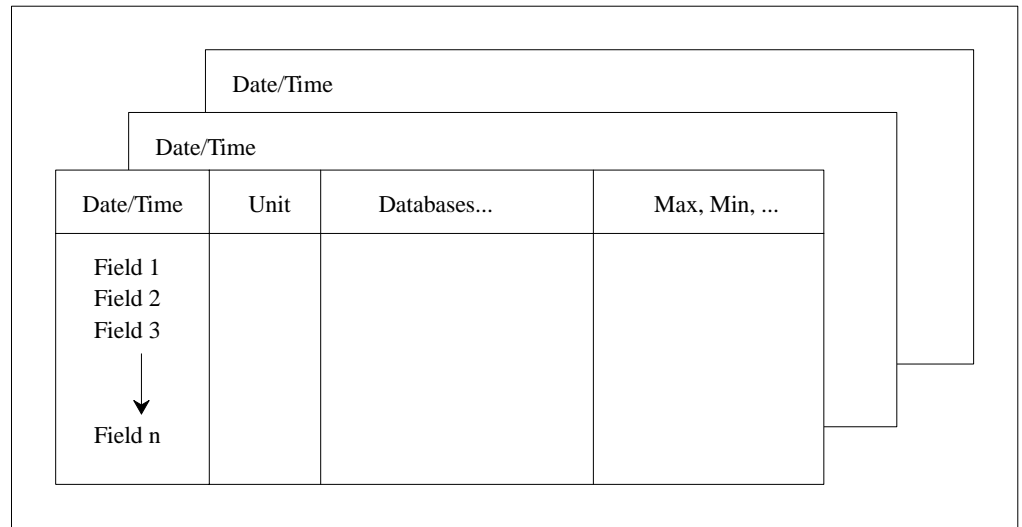 Date/Time
Date/Time
Date/Time Unit Databases... Max, Min, ...
Field 1
Field 2
Field 3
Field n